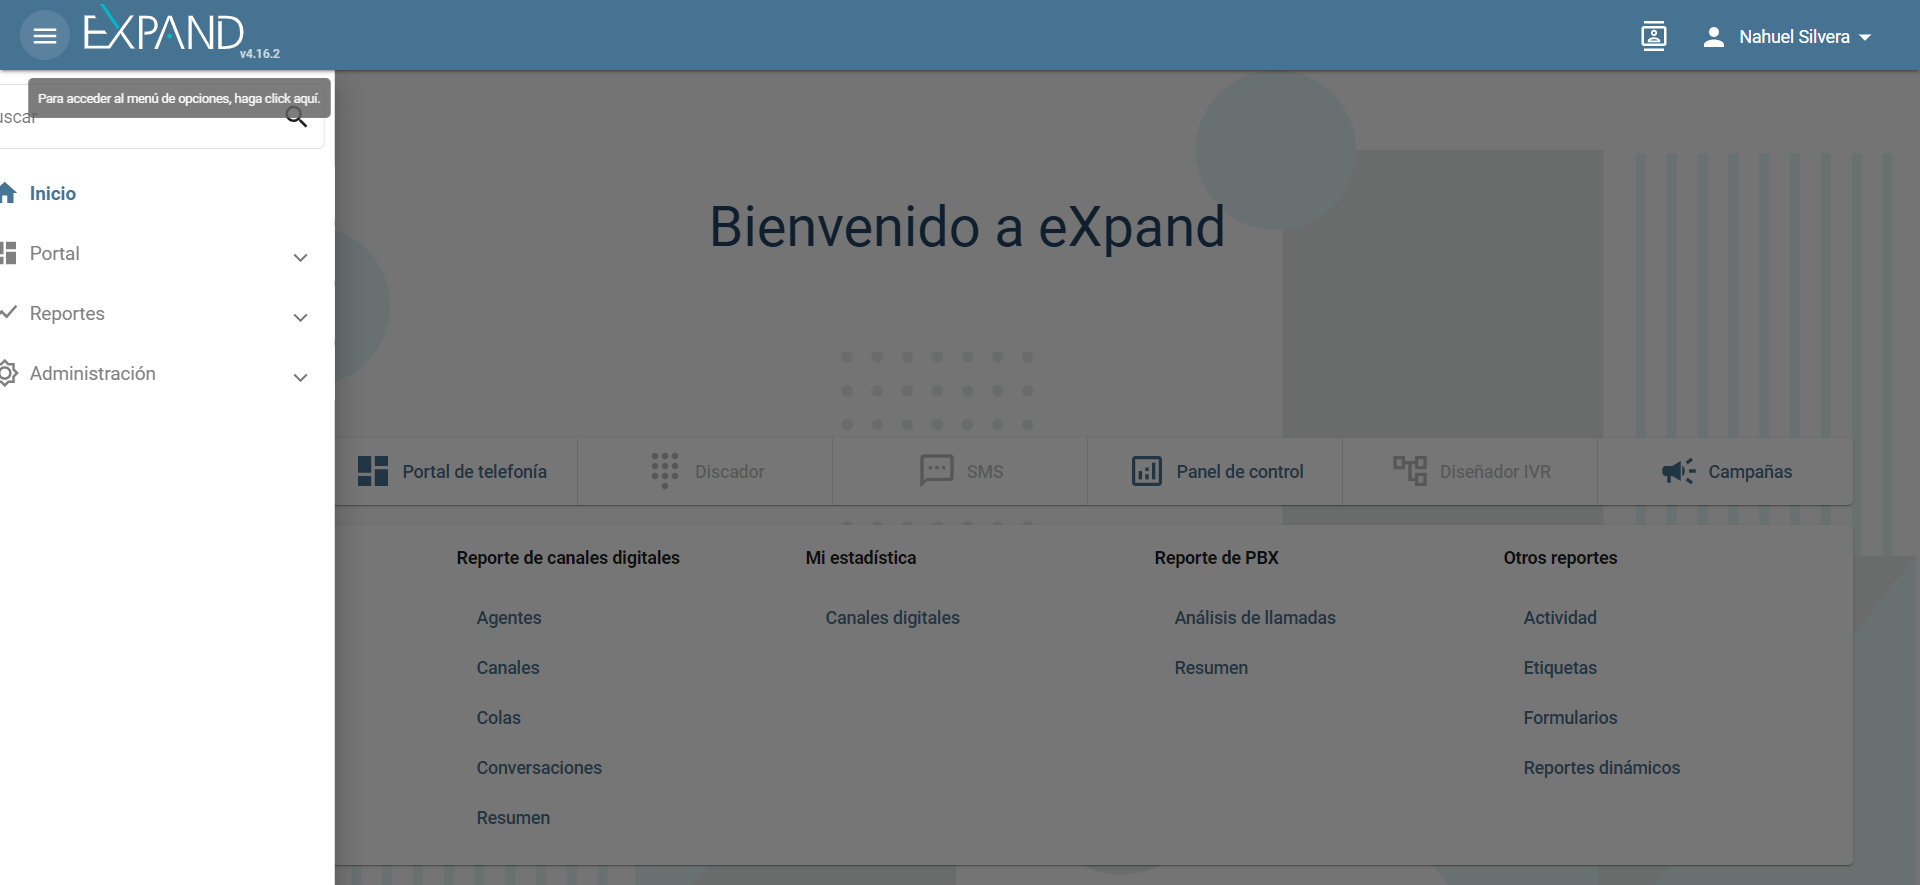 EXPAND
v4.16.2
Nahuel Silvera
Para acceder al menú de opciones, haga click aquí.
uscar
Inicio
Portal
Reportes
Administración
Bienvenido a eXpand
Portal de telefonía
Discador
SMS
Panel de control
Diseñador IVR
Campañas
Reporte de canales digitales
Agentes
Canales
Colas
Conversaciones
Resumen
Mi estadística
Canales digitales
Reporte de PBX
Análisis de llamadas
Resumen
Otros reportes
Actividad
Etiquetas
Formularios
Reportes dinámicos